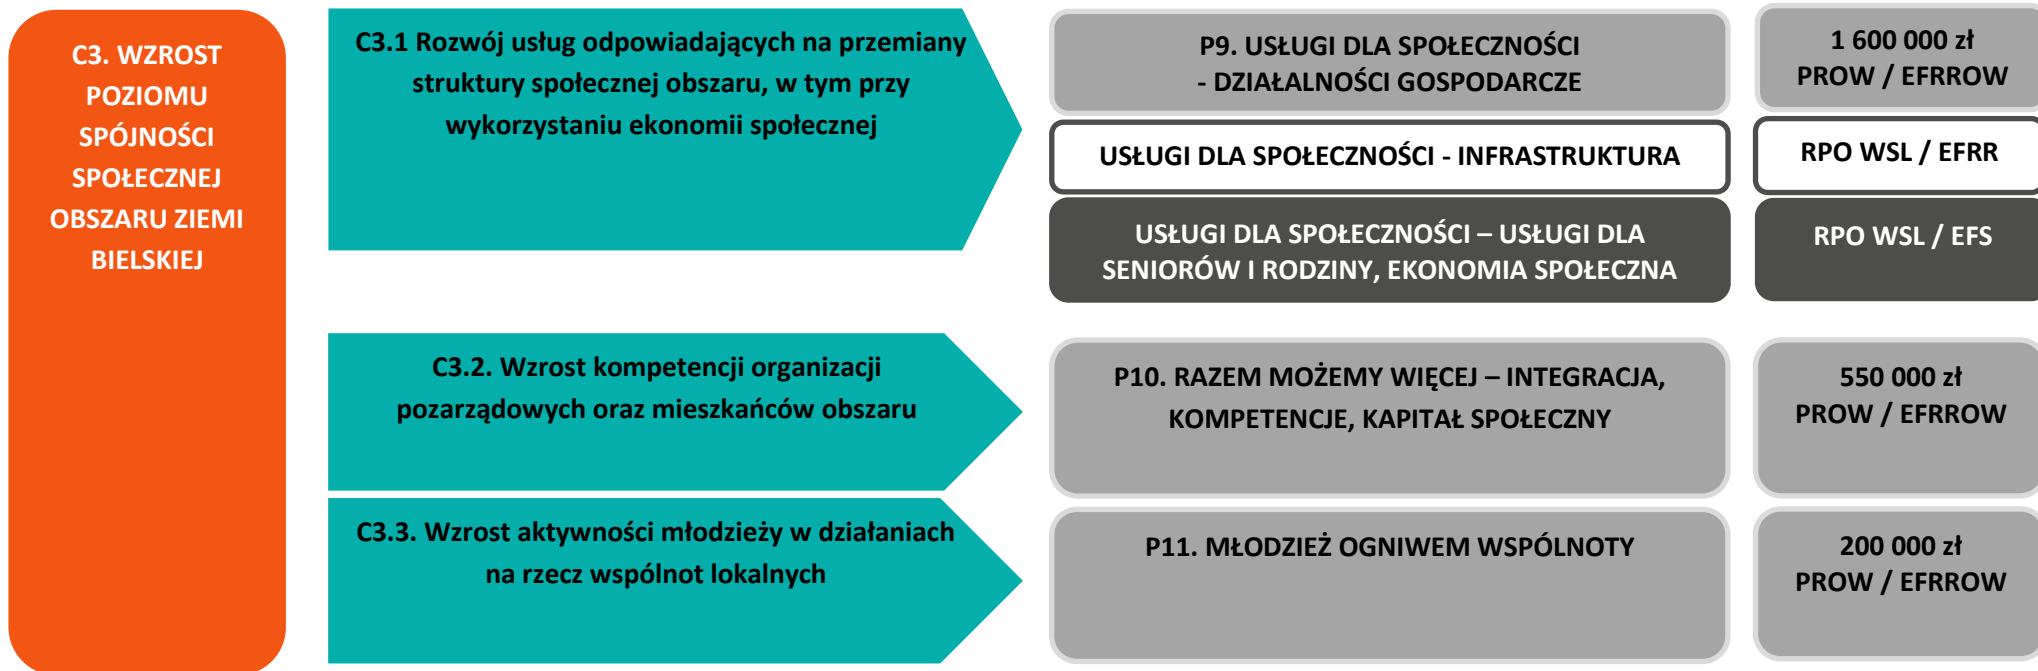 C3. WZROST
POZIOMU
SPÓJNOŚCI
SPOŁECZNEJ
OBSZARU ZIEMI
BIELSKIEJ
C3.1 Rozwój usług odpowiadających na przemiany
struktury społecznej obszaru, w tym przy
wykorzystaniu ekonomii społecznej
P9. USŁUGI DLA SPOŁECZNOŚCI
- DZIAŁALNOŚCI GOSPODARCZE
1 600 000 zł
PROW / EFRROW
USŁUGI DLA SPOŁECZNOŚCI - INFRASTRUKTURA
RPO WSL / EFRR
USŁUGI DLA SPOŁECZNOŚCI – USŁUGI DLA
SENIORÓW I RODZINY, EKONOMIA SPOŁECZNA
RPO WSL / EFS
C3.2. Wzrost kompetencji organizacji
pozarządowych oraz mieszkańców obszaru
P10. RAZEM MOŻEMY WIĘCEJ – INTEGRACJA,
KOMPETENCJE, KAPITAŁ SPOŁECZNY
550 000 zł
PROW / EFRROW
C3.3. Wzrost aktywności młodzieży w działaniach
na rzecz wspólnot lokalnych
P11. MŁODZIEŻ OGNIWEM WSPÓLNOTY
200 000 zł
PROW / EFRROW